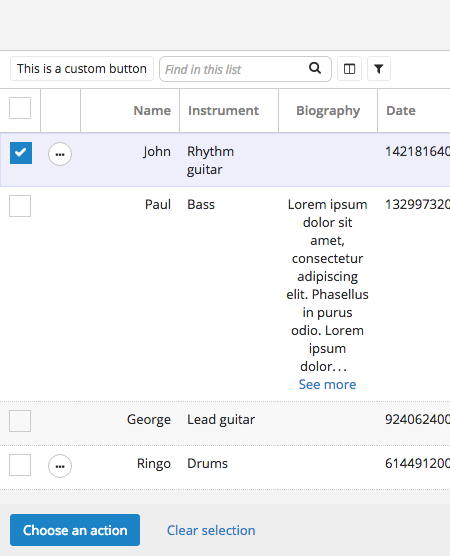 This is a custom button
Find in this list
Name Instrument Biography Date
John Rhythm guitar 142181640
Paul Bass Lorem ipsum 132997320
dolor sit
amet,
consectetur
adipiscing
elit. Phasellus
in purus
odio. Lorem
ipsum
dolor...
See more
George Lead guitar 924062400
Ringo Drums 614491200
Choose an action Clear selection